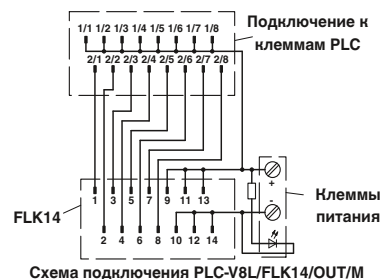 Подключение к
клеммам PLC
1/1 1/2 1/3 1/4 1/5 1/6 1/7 1/8
2/1 2/2 2/3 2/4 2/5 2/6 2/7 2/8
1 3 5 7 9 11 13
+
-
Клеммы
питания
FLK14
2 4 6 8 10 12 14
Схема подключения PLC-V8L/FLK14/OUT/M